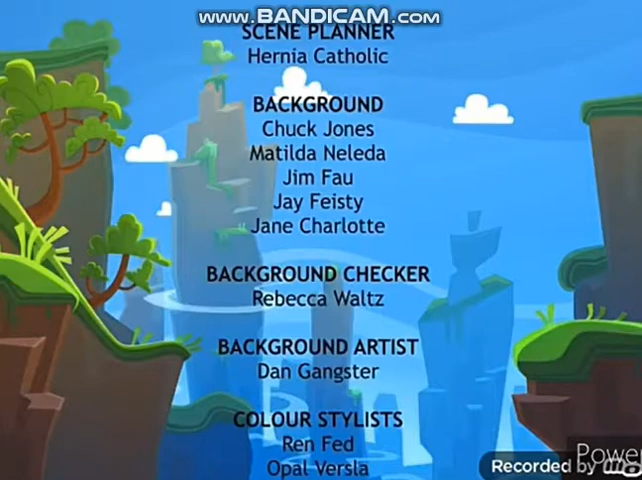 WWW.BANDICAM.COM
SCENE PLANNER
Hernia Catholic
BACKGROUND
Chuck Jones
Matilda Neleda
Jim Fau
Jay Feisty
Jane Charlotte
BACKGROUND CHECKER
Rebecca Waltz
BACKGROUND ARTIST
Dan Gangster
COLOUR STYLISTS
Ren Fed
Opal Versla
Recorded by